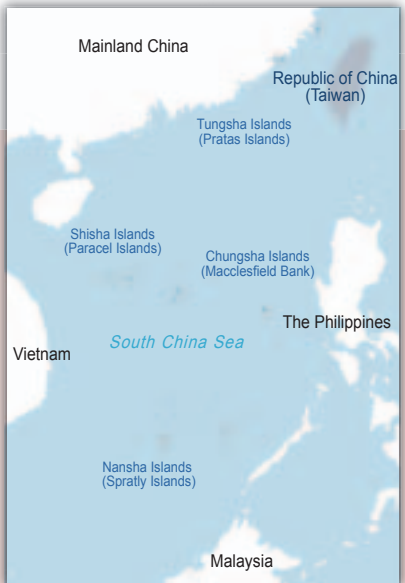 Mainland China
Republic of China
(Taiwan)
Tungsha Islands
(Pratas Islands)
Shisha Islands
(Paracel Islands)
Chungsha Islands
(Macclesfield Bank)
The Philippines
South China Sea
Vietnam
Nansha Islands
(Spratly Islands)
Malaysia